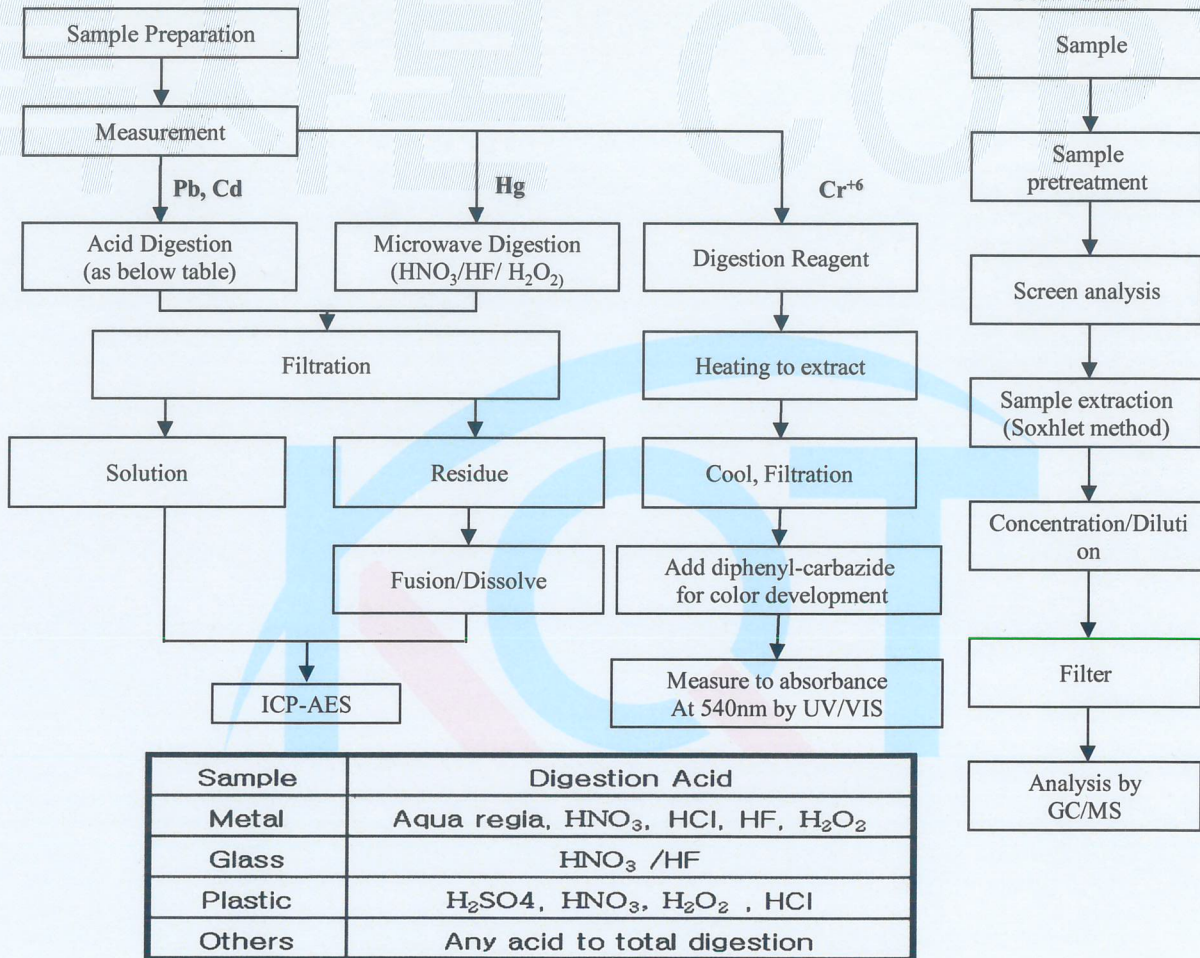 Sample Preparation
Measurement
Pb, Cd
Hg
Cr⁺⁶
Acid Digestion
(as below table)
Microwave Digestion
(HNO₃/HF/ H₂O₂)
Digestion Reagent
Filtration
Heating to extract
Solution
Residue
Cool, Filtration
Fusion/Dissolve
Add diphenyl-carbazide
for color development
ICP-AES
Measure to absorbance
At 540nm by UV/VIS
Sample
Sample
pretreatment
Screen analysis
Sample extraction
(Soxhlet method)
Concentration/Diluti
on
Filter
Analysis by
GC/MS
Sample Digestion Acid
Metal Aqua regia, HNO₃, HCl, HF, H₂O₂
Glass HNO₃ /HF
Plastic H₂SO4, HNO₃, H₂O₂ , HCl
Others Any acid to total digestion
KQT